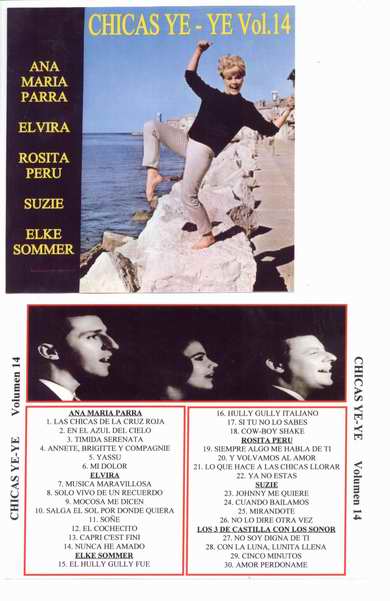 CHICAS YE - YE Vol.14
ANA
MARIA
PARRA
ELVIRA
ROSITA
PERU
SUZIE
ELKE
SOMMER
CHICAS YE-YE Volumen 14
ANA MARIA PARRA
1. LAS CHICAS DE LA CRUZ ROJA
2. EN EL AZUL DEL CIELO
3. TIMIDA SERENATA
4. ANNETE, BRIGITTE Y COMPAGNIE
5. YASSU
6. MI DOLOR
ELVIRA
7. MUSICA MARAVILLOSA
8. SOLO VIVO DE UN RECUERDO
9. MOCOSA ME DICEN
10. SALGA EL SOL POR DONDE QUIERA
11. SOÑE
12. EL COCHECITO
13. CAPRI C'EST FINI
14. NUNCA HE AMADO
ELKE SOMMER
15. EL HULLY GULLY FUE
16. HULLY GULLY ITALIANO
17. SI TU NO LO SABES
18. COW-BOY SHAKE
ROSITA PERU
19. SIEMPRE ALGO ME HABLA DE TI
20. Y VOLVAMOS AL AMOR
21. LO QUE HACE A LAS CHICAS LLORAR
22. YA NO ESTAS
SUZIE
23. JOHNNY ME QUIERE
24. CUANDO BAILAMOS
25. MIRANDOTE
26. NO LO DIRE OTRA VEZ
LOS 3 DE CASTILLA CON LOS SONOR
27. NO SOY DIGNA DE TI
28. CON LA LUNA, LUNITA LLENA
29. CINCO MINUTOS
30. AMOR PERDONAME
CHICAS YE-YE Volumen 14